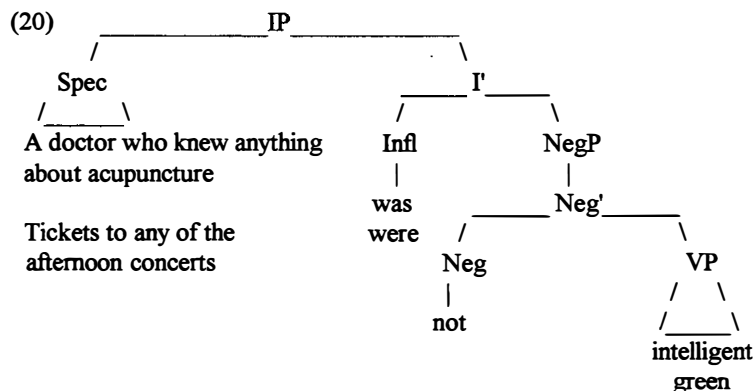 (20) IP
Spec I'
A doctor who knew anything Infl NegP
about acupuncture
was Neg'
Tickets to any of the were
afternoon concerts Neg VP
not
intelligent
green